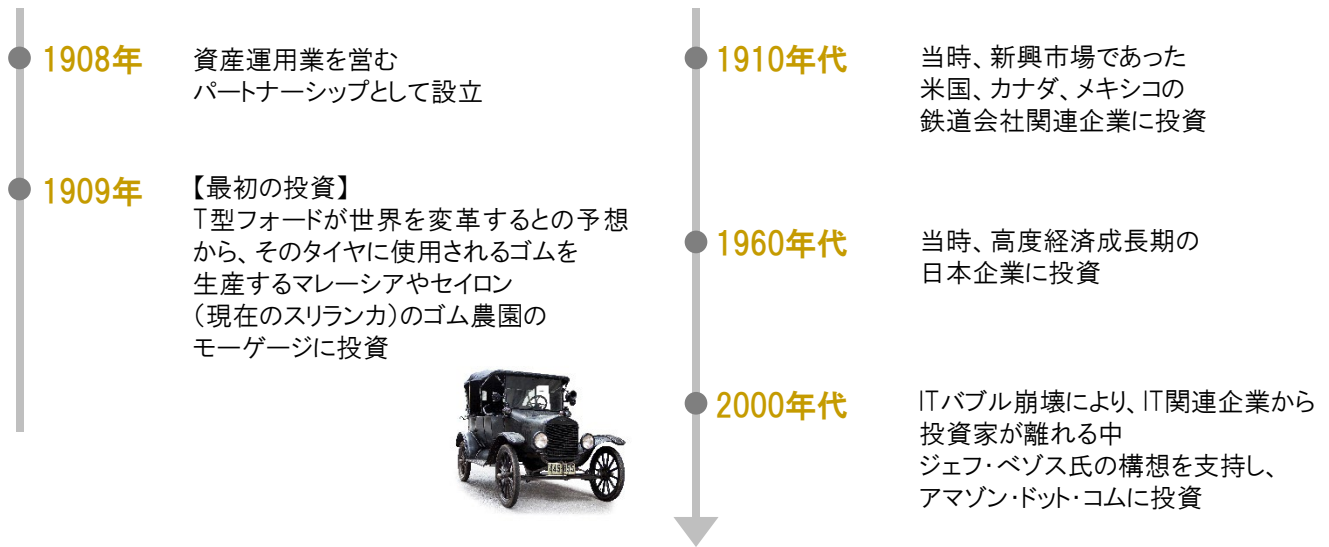 1908年
資産運用業を営む
パートナーシップとして設立
1909年
【最初の投資】
T型フォードが世界を変革するとの予想
から、そのタイヤに使用されるゴムを
生産するマレーシアやセイロン
(現在のスリランカ)のゴム農園の
モーゲージに投資
1910年代
当時、新興市場であった
米国、カナダ、メキシコの
鉄道会社関連企業に投資
1960年代
当時、高度経済成長期の
日本企業に投資
2000年代
ITバブル崩壊により、IT関連企業から
投資家が離れる中
ジェフ・ベゾス氏の構想を支持し、
アマゾン・ドット・コムに投資